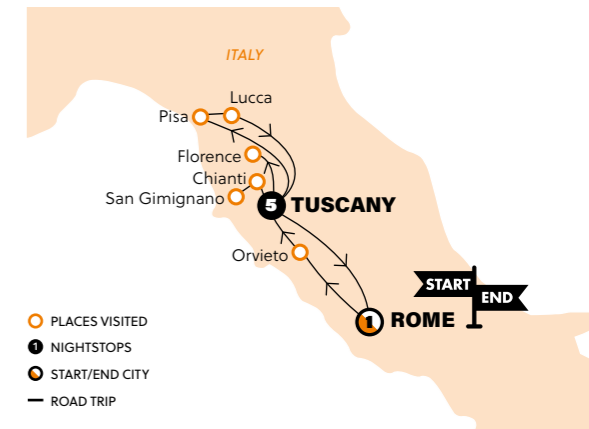 ITALY
Lucca
Pisa
Florence
Chianti
San Gimignano
5 TUSCANY
Orvieto
START
END
1 ROME
PLACES VISITED
1 NIGHTSTOPS
START/END CITY
ROAD TRIP